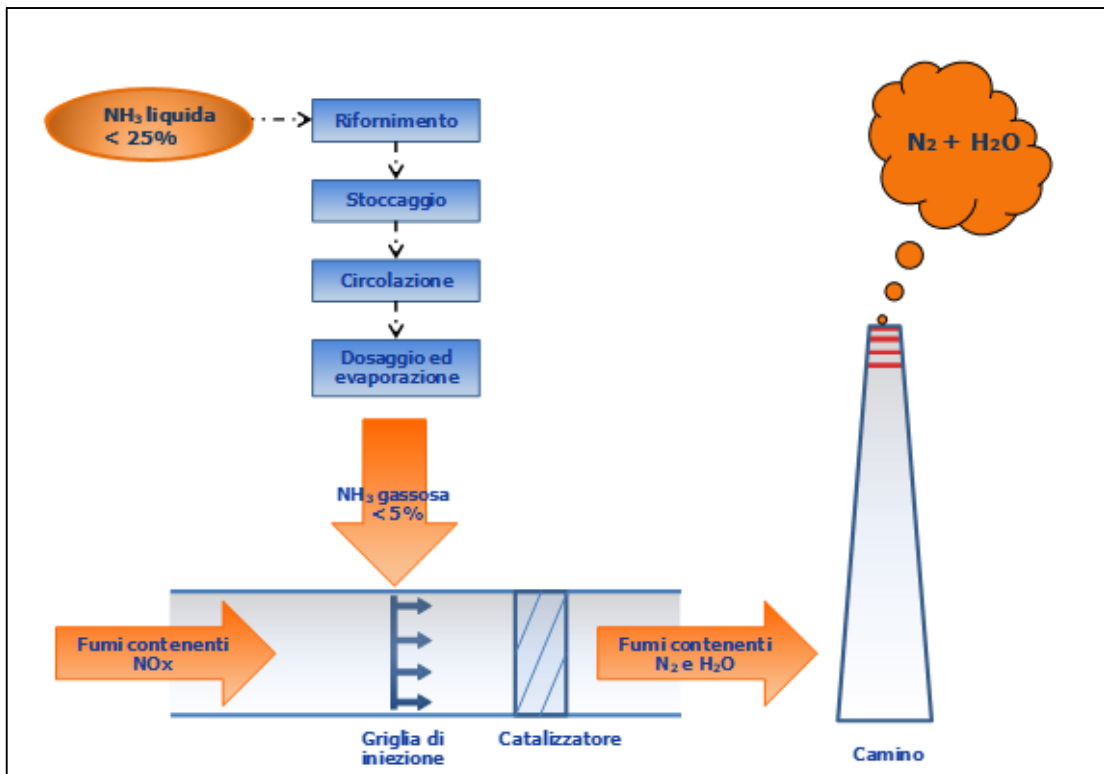 NH₃ liquida
< 25%
Rifornimento
N₂ + H₂O
Stoccaggio
Circolazione
Dosaggio ed
evaporazione
NH₃ gassosa
< 5%
Fumi contenenti
NOx
Fumi contenenti
N₂ e H₂O
Griglia di
iniezione
Catalizzatore
Camino